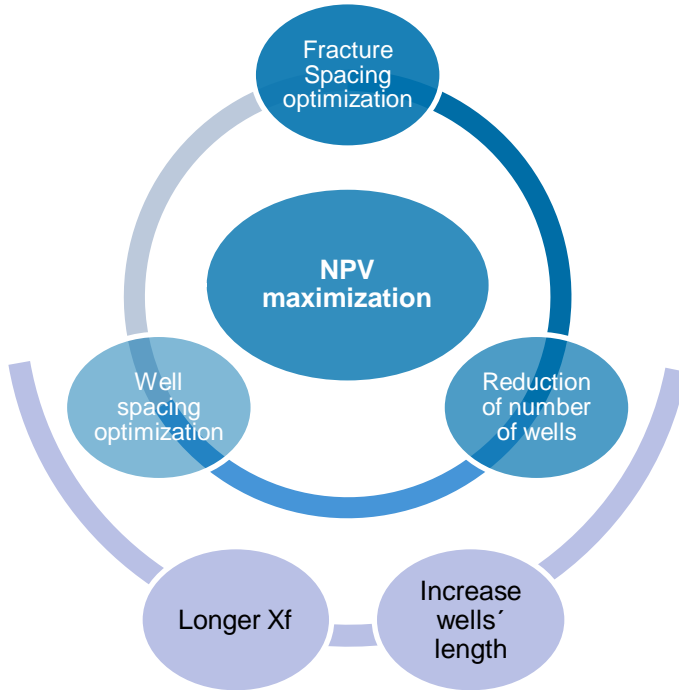 Fracture
Spacing
optimization
NPV
maximization
Well
spacing
optimization
Reduction
of number
of wells
Longer Xf
Increase
wells´
length